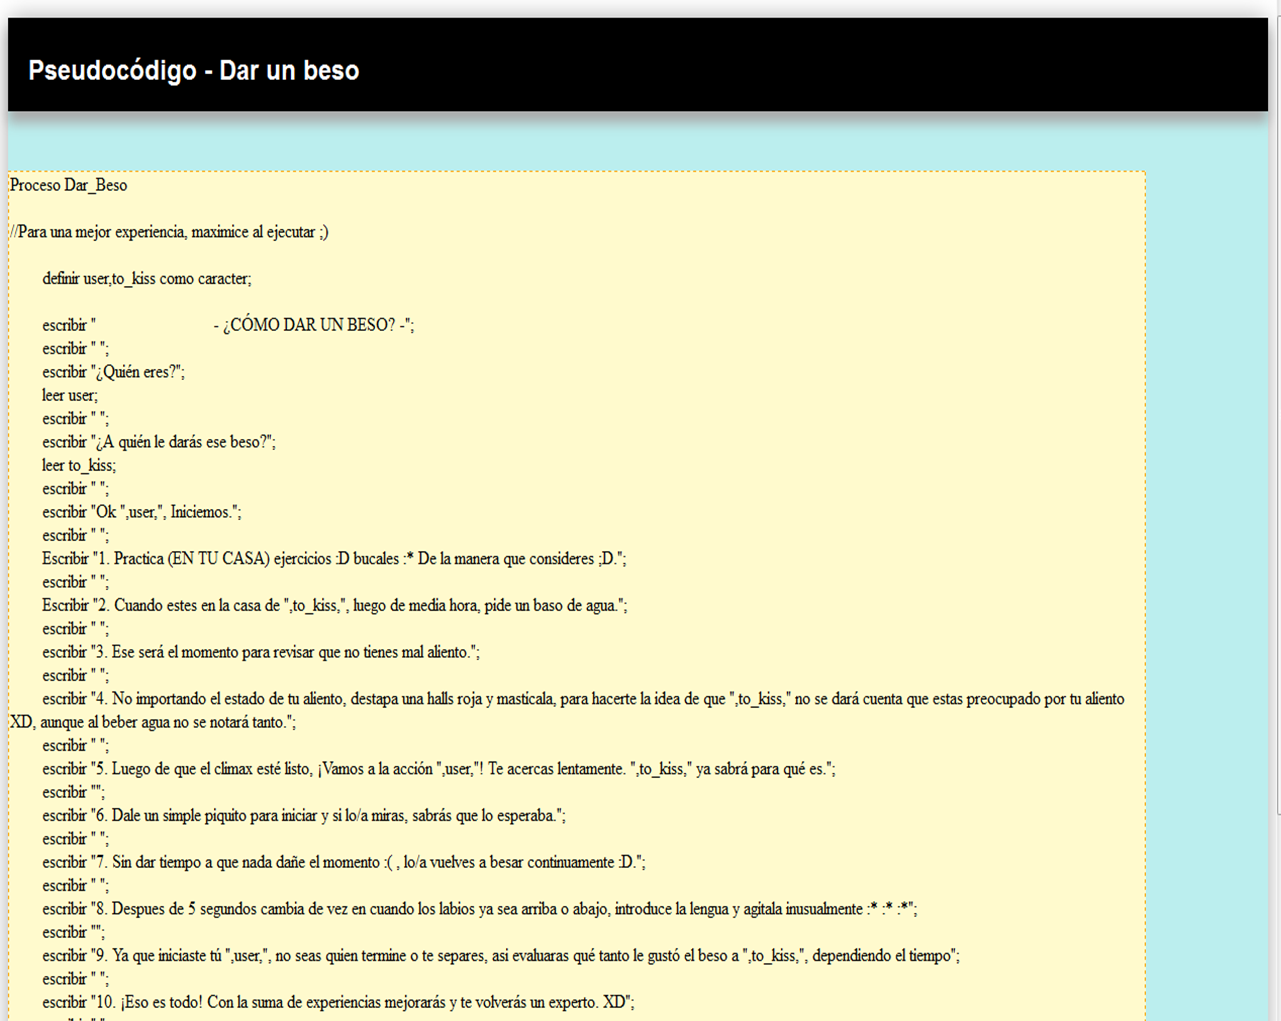 Pseudocódigo - Dar un beso
Proceso Dar_Beso
//Para una mejor experiencia, maximice al ejecutar ;)
definir user,to_kiss como caracter;
escribir " - ¿CÓMO DAR UN BESO? -";
escribir " ";
escribir "¿Quién eres?";
leer user;
escribir " ";
escribir "¿A quién le darás ese beso?";
leer to_kiss;
escribir " ";
escribir "Ok ",user,", Iniciemos.";
escribir " ";
Escribir "1. Practica (EN TU CASA) ejercicios :D bucales :* De la manera que consideres ;D.";
escribir " ";
Escribir "2. Cuando estes en la casa de ",to_kiss,", luego de media hora, pide un baso de agua.";
escribir " ";
escribir "3. Ese será el momento para revisar que no tienes mal aliento.";
escribir " ";
escribir "4. No importando el estado de tu aliento, destapa una halls roja y masticala, para hacerte la idea de que ",to_kiss," no se dará cuenta que estas preocupado por tu aliento
XD, aunque al beber agua no se notará tanto.";
escribir " ";
escribir "5. Luego de que el climax esté listo, ¡Vamos a la acción ",user,"! Te acercas lentamente. ",to_kiss," ya sabrá para qué es.";
escribir "";
escribir "6. Dale un simple piquito para iniciar y si lo/a miras, sabrás que lo esperaba.";
escribir " ";
escribir "7. Sin dar tiempo a que nada dañe el momento :( , lo/a vuelves a besar continuamente :D.";
escribir " ";
escribir "8. Despues de 5 segundos cambia de vez en cuando los labios ya sea arriba o abajo, introduce la lengua y agitala inusualmente :* :* :*";
escribir "";
escribir "9. Ya que iniciaste tú ",user,", no seas quien termine o te separes, asi evaluaras qué tanto le gustó el beso a ",to_kiss,", dependiendo el tiempo";
escribir " ";
escribir "10. ¡Eso es todo! Con la suma de experiencias mejorarás y te volverás un experto. XD";